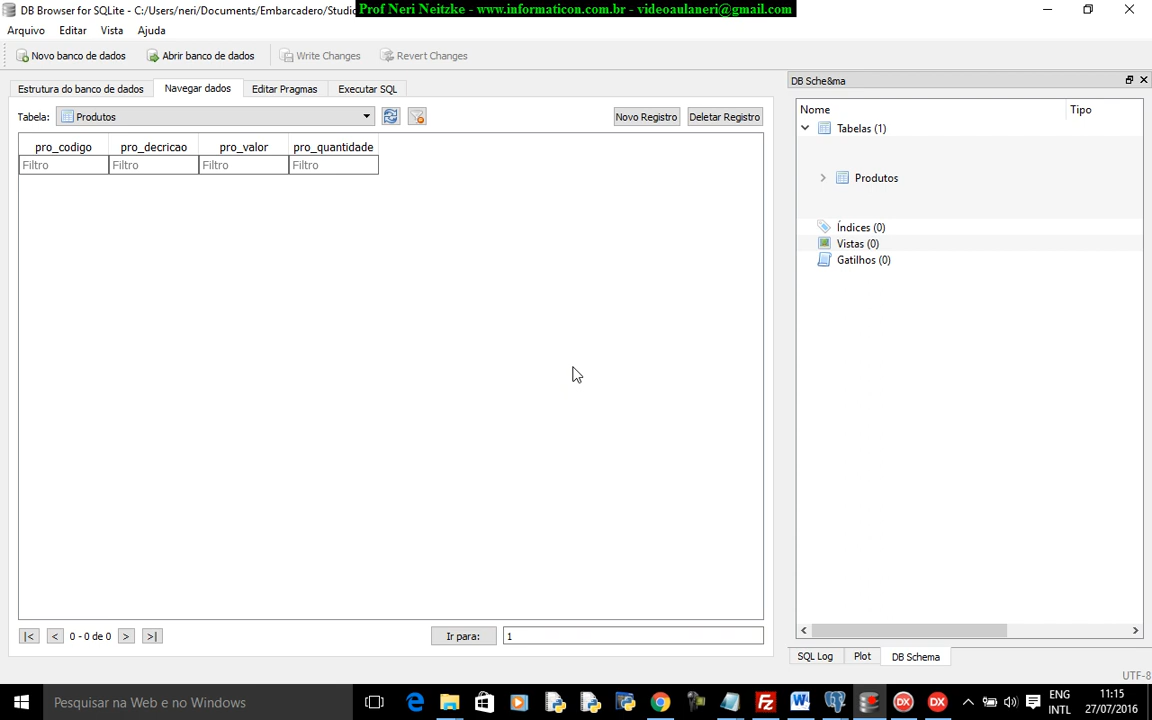 DB Browser for SQLite - C:/Users/neri/Documents/Embarcadero/Studio
Prof Neri Neitzke - www.informaticon.com.br - videoaulaneri@gmail.com
Arquivo Editar Vista Ajuda
Novo banco de dados Abrir banco de dados Write Changes Revert Changes
Estrutura do banco de dados Navegar dados Editar Pragmas Executar SQL
Tabela: Produtos Novo Registro Deletar Registro
pro_codigo pro_decricao pro_valor pro_quantidade
Filtro Filtro Filtro Filtro
|< < 0 - 0 de 0 > >| Ir para: 1
DB Sche&ma
Nome Tipo
Tabelas (1)
Produtos
Índices (0)
Vistas (0)
Gatilhos (0)
SQL Log Plot DB Schema
UTF-8
Pesquisar na Web e no Windows
ENG
INTL
11:15
27/07/2016